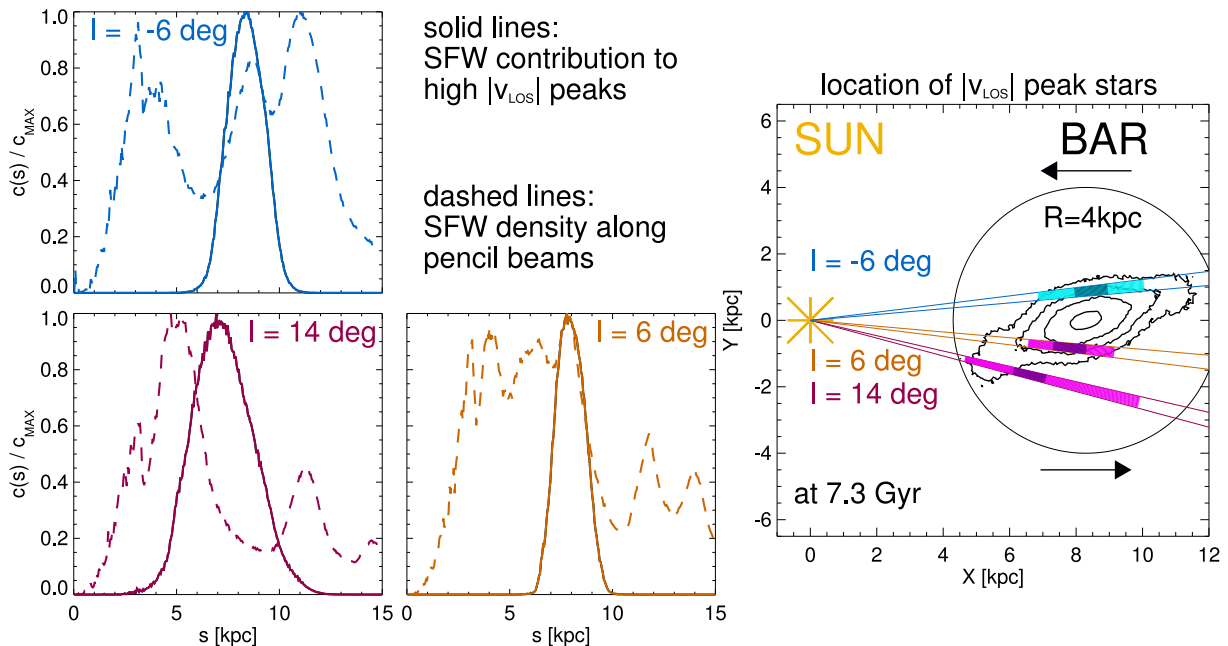 l = -6 deg
1.0
0.8
0.6
0.4
0.2
0.0
c(s) / cMAX
solid lines:
SFW contribution to
high |vLOS| peaks
dashed lines:
SFW density along
pencil beams
l = 14 deg
1.0
0.8
0.6
0.4
0.2
0.0
c(s) / cMAX
0 5 10 15
s [kpc]
l = 6 deg
0 5 10 15
s [kpc]
location of |vLOS| peak stars
SUN
BAR
R=4kpc
l = -6 deg
l = 6 deg
l = 14 deg
at 7.3 Gyr
6
4
2
0
-2
-4
-6
Y [kpc]
0 2 4 6 8 10 12
X [kpc]